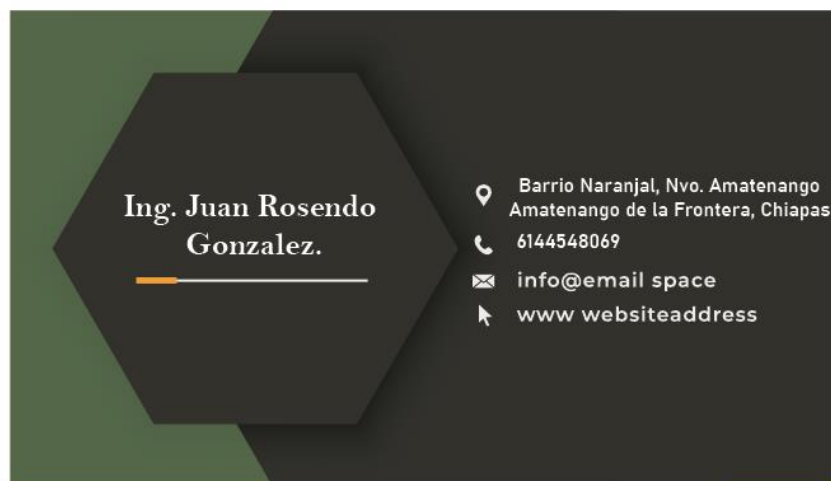 Ing. Juan Rosendo
Gonzalez.
Barrio Naranjal, Nvo. Amatenango
Amatenango de la Frontera, Chiapas
6144548069
info@email space
www websiteaddress